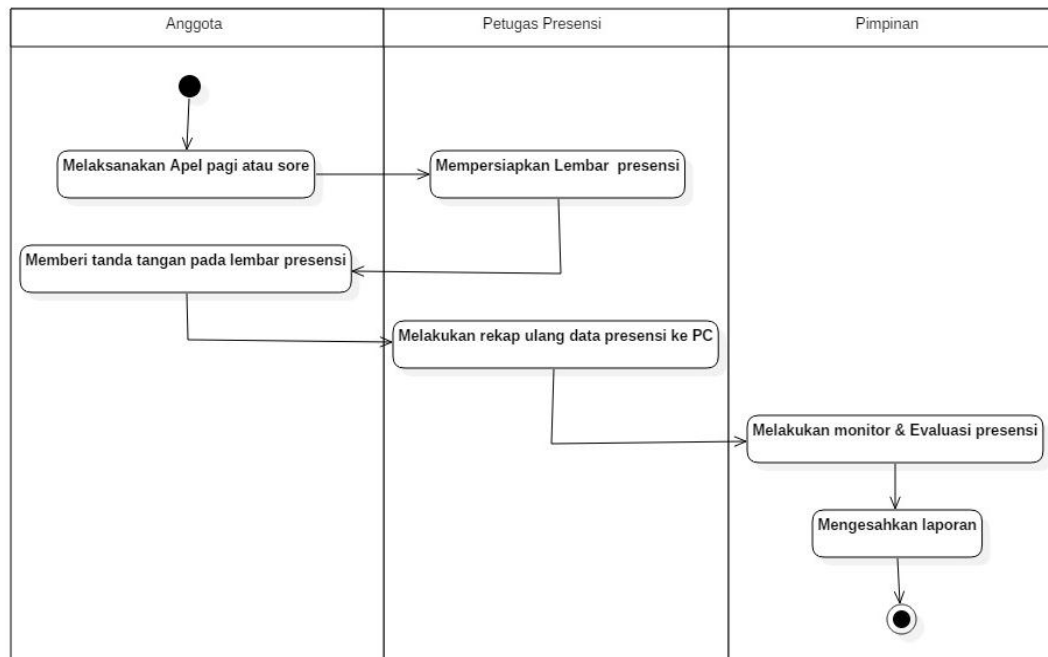 Anggota
Petugas Presensi
Pimpinan
Melaksanakan Apel pagi atau sore
Mempersiapkan Lembar  presensi
Memberi tanda tangan pada lembar presensi
Melakukan rekap ulang data presensi ke PC
Melakukan monitor & Evaluasi presensi
Mengesahkan laporan